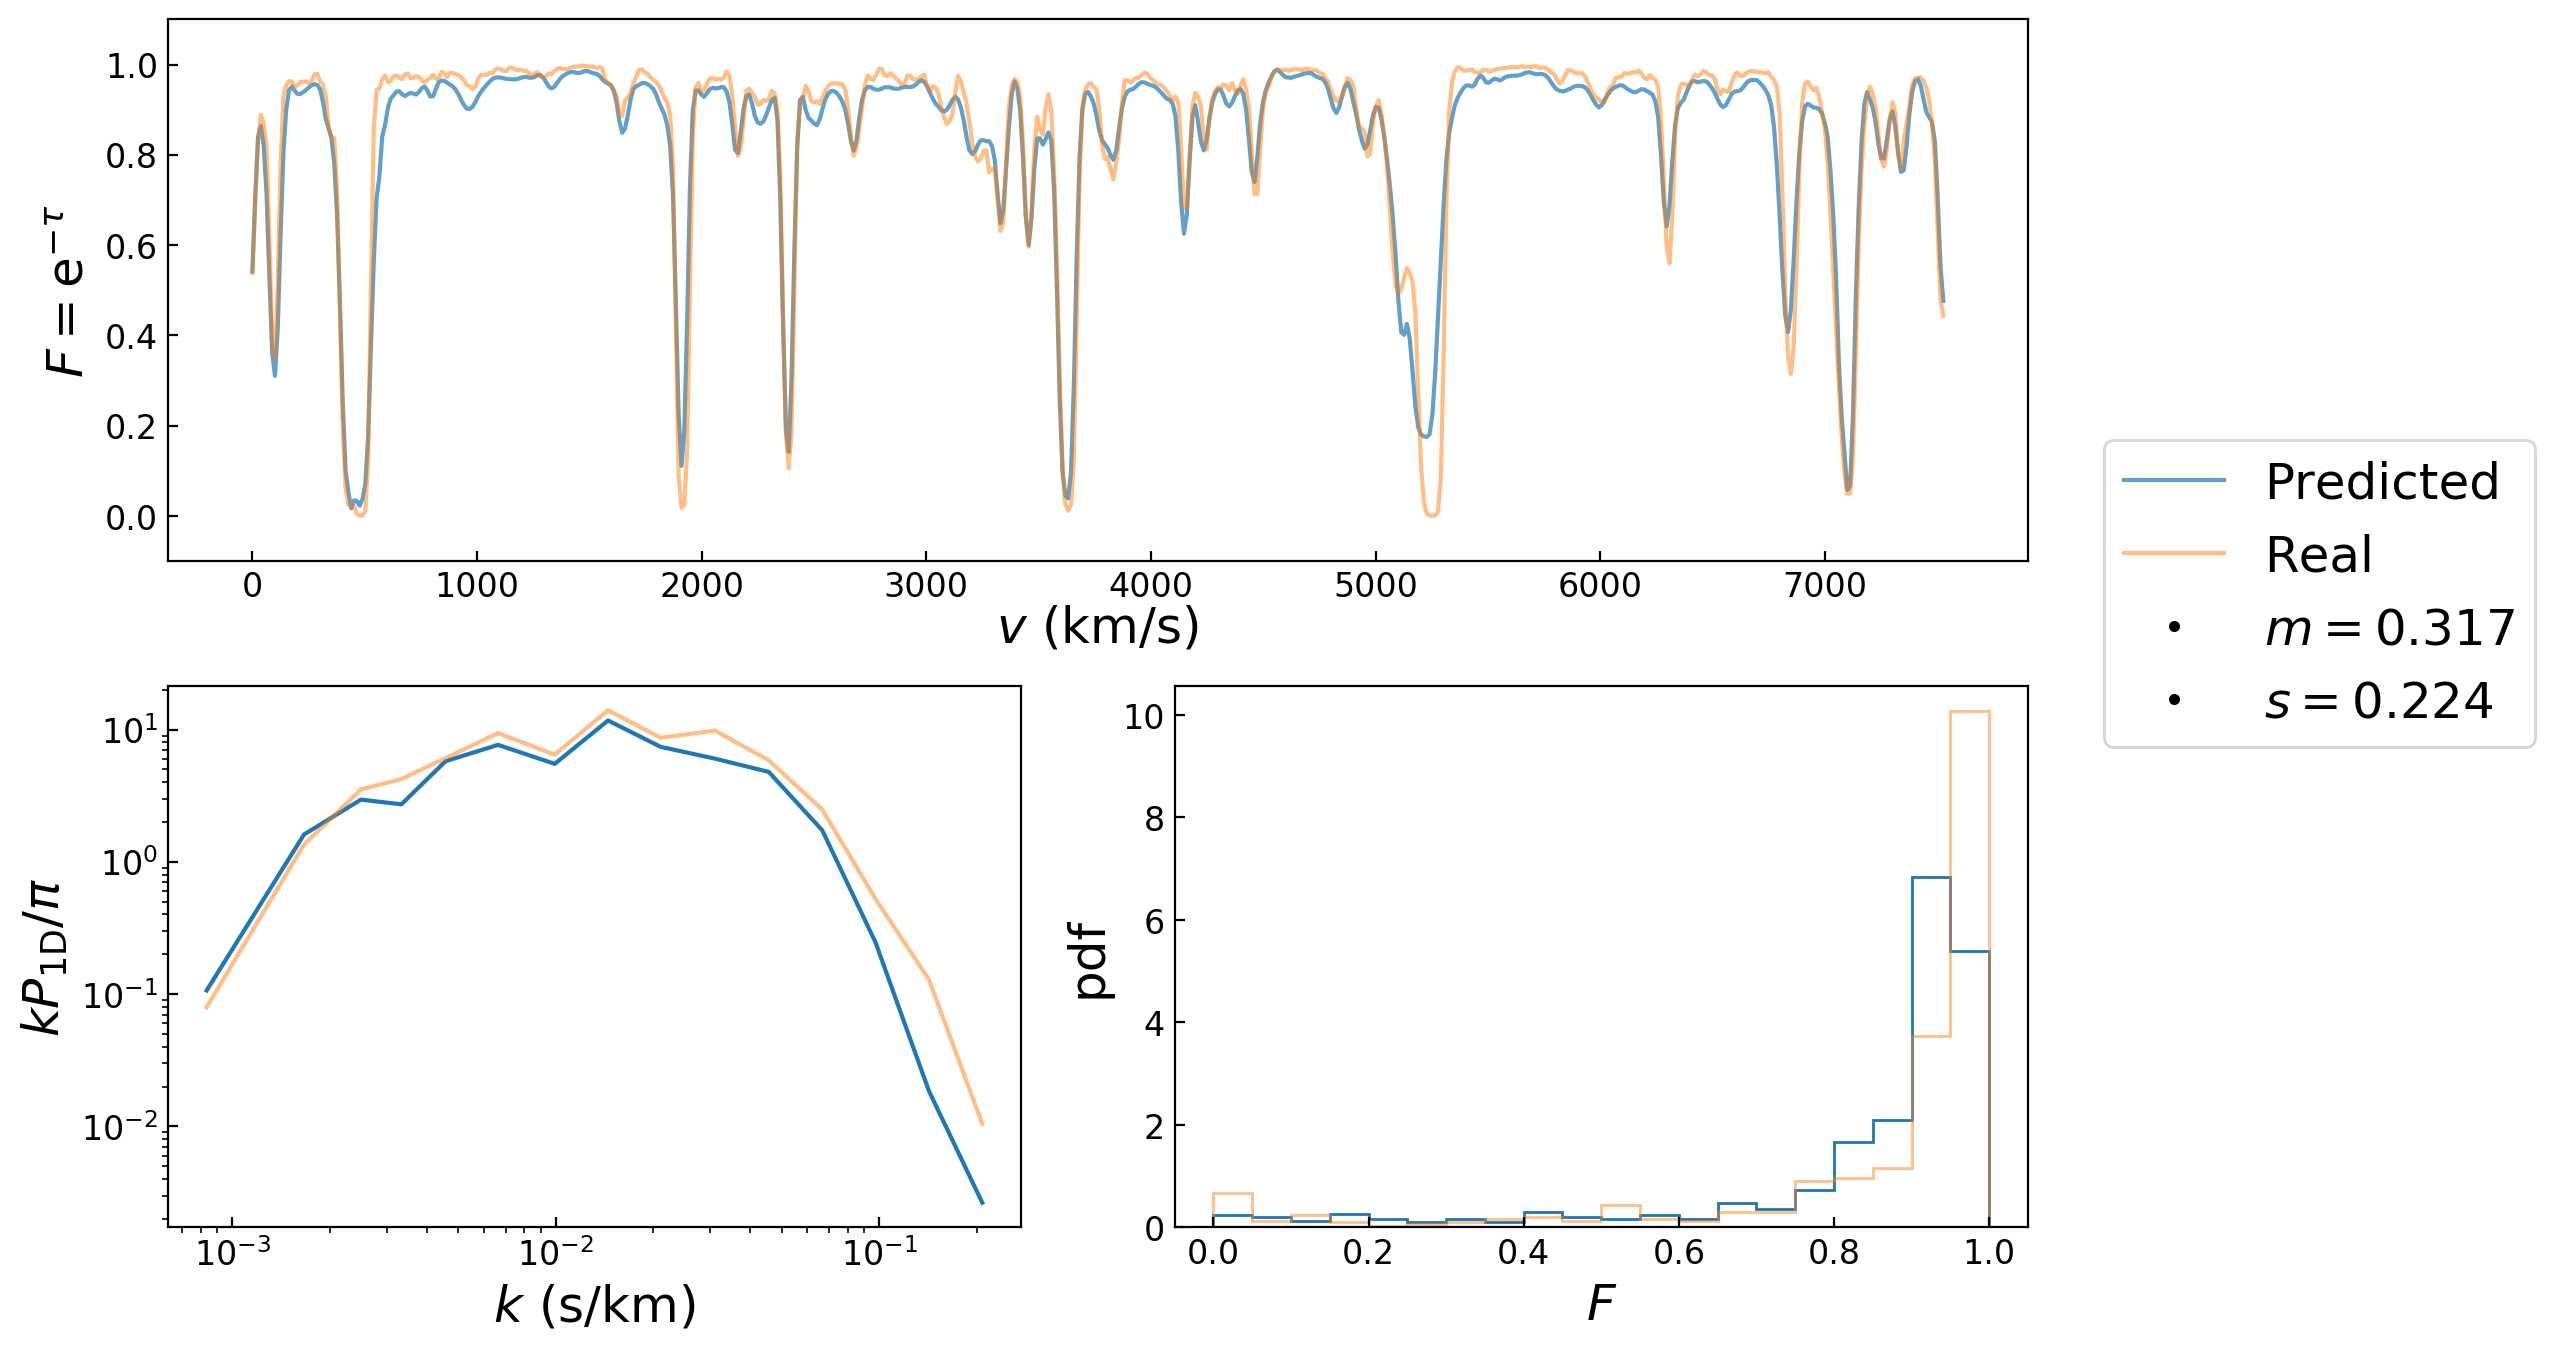 F = e^{−τ}
1.0
0.8
0.6
0.4
0.2
0.0
0 1000 2000 3000 4000 5000 6000 7000
v (km/s)
Predicted
Real
m = 0.317
s = 0.224
kP_{1D}/π
10^1
10^0
10^{−1}
10^{−2}
10^{−3} 10^{−2} 10^{−1}
k (s/km)
pdf
10
8
6
4
2
0
0.0 0.2 0.4 0.6 0.8 1.0
F